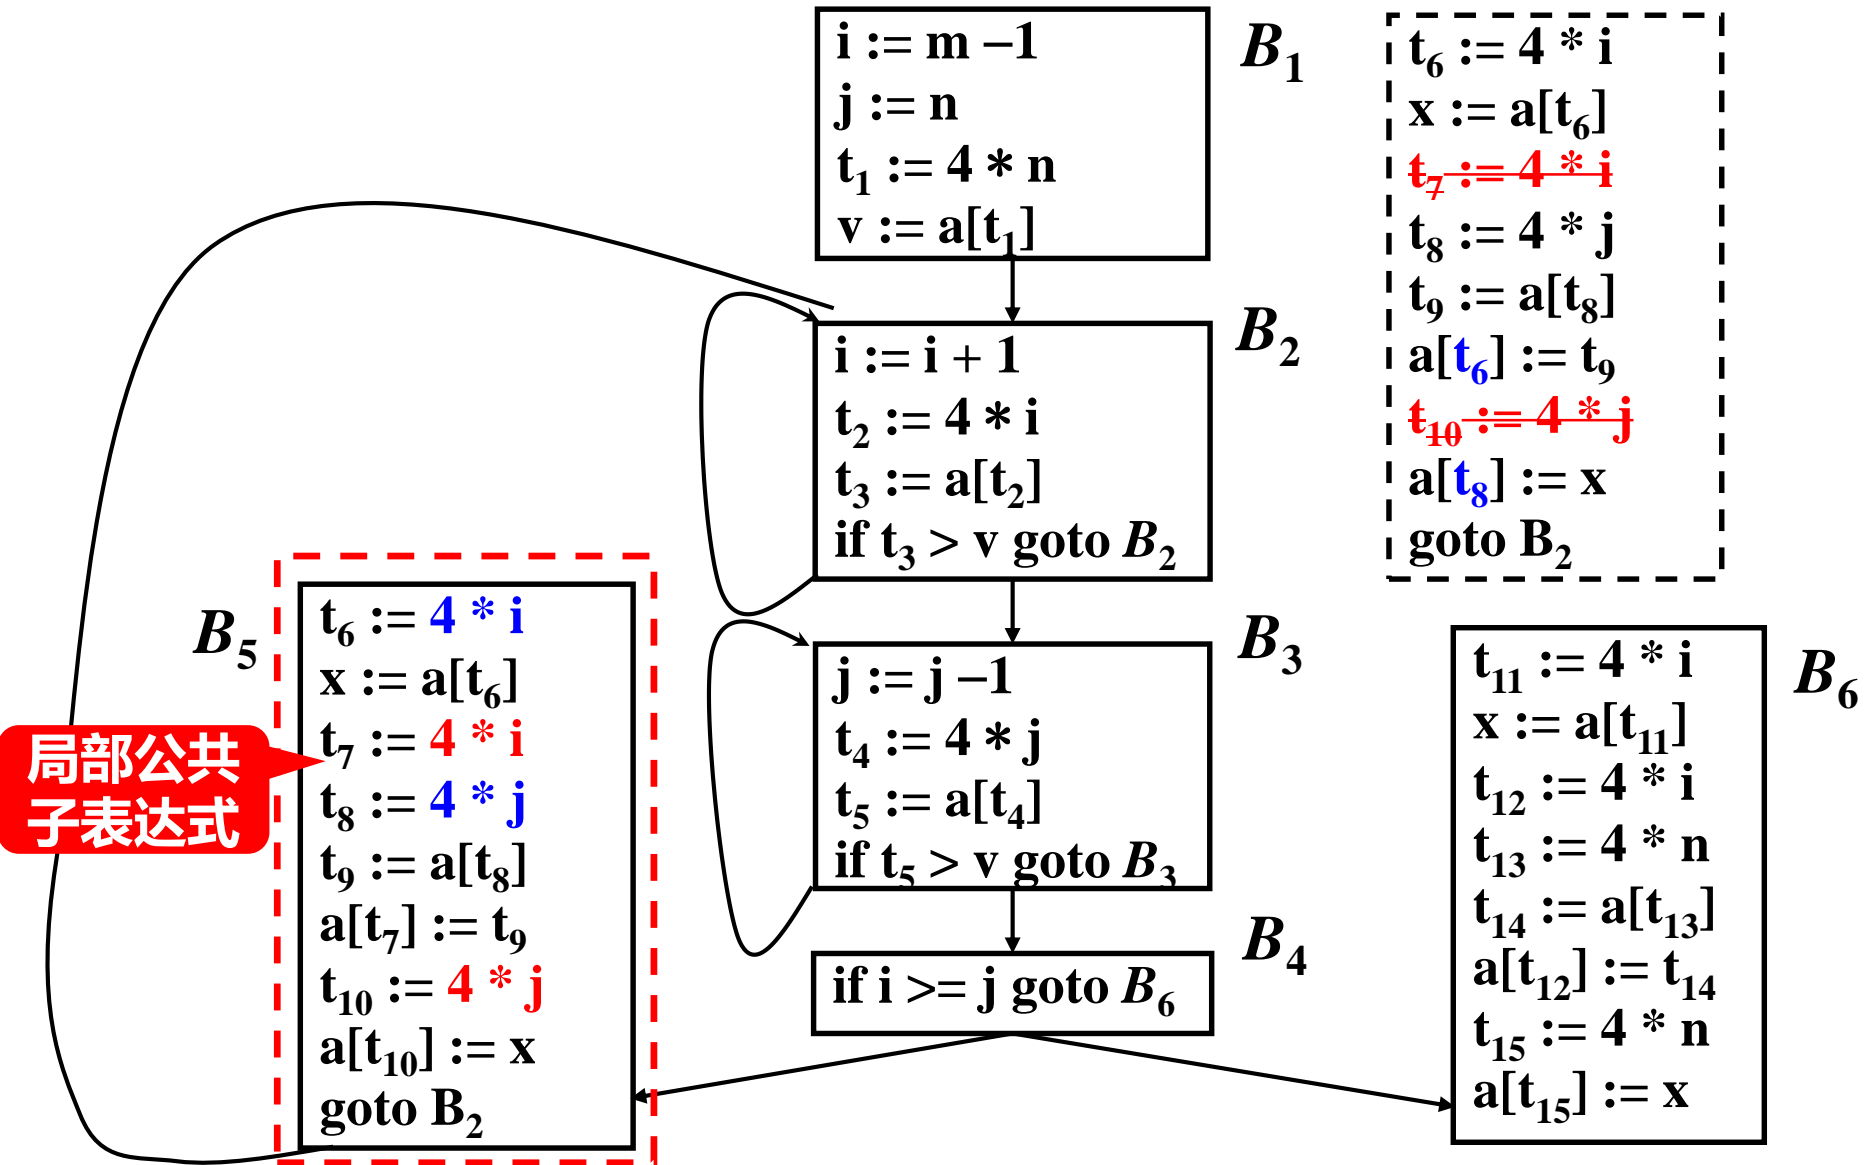 i := m –1
j := n
t1 := 4 * n
v := a[t1]
B1
i := i + 1
t2 := 4 * i
t3 := a[t2]
if t3 > v goto B2
B2
j := j –1
t4 := 4 * j
t5 := a[t4]
if t5 > v goto B3
B3
if i >= j goto B6
B4
B5
t6 := 4 * i
x := a[t6]
t7 := 4 * i
t8 := 4 * j
t9 := a[t8]
a[t7] := t9
t10 := 4 * j
a[t10] := x
goto B2
局部公共
子表达式
t6 := 4 * i
x := a[t6]
t7 := 4 * i
t8 := 4 * j
t9 := a[t8]
a[t6] := t9
t10 := 4 * j
a[t8] := x
goto B2
t11 := 4 * i
x := a[t11]
t12 := 4 * i
t13 := 4 * n
t14 := a[t13]
a[t12] := t14
t15 := 4 * n
a[t15] := x
B6